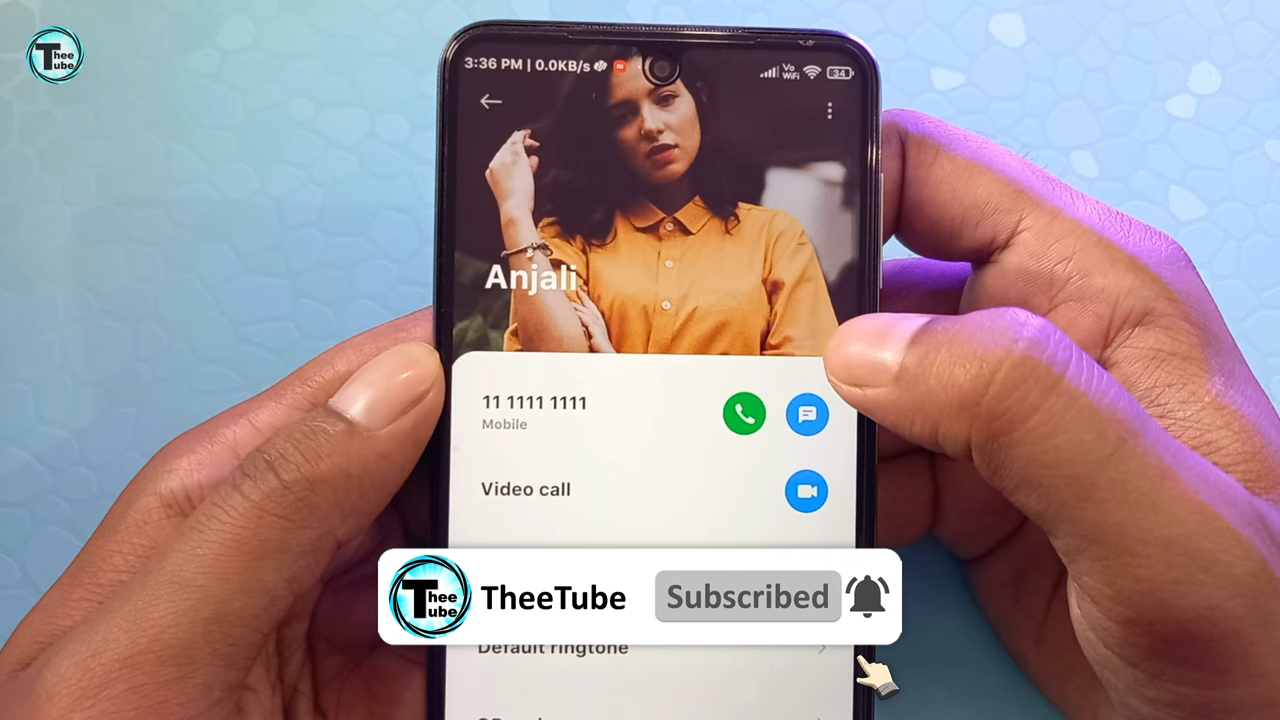 Thee
Tube
3:36 PM | 0.0KB/s
Vo
WiFi
34
Anjali
11 1111 1111
Mobile
Video call
Thee
Tube
TheeTube
Subscribed
Default ringtone